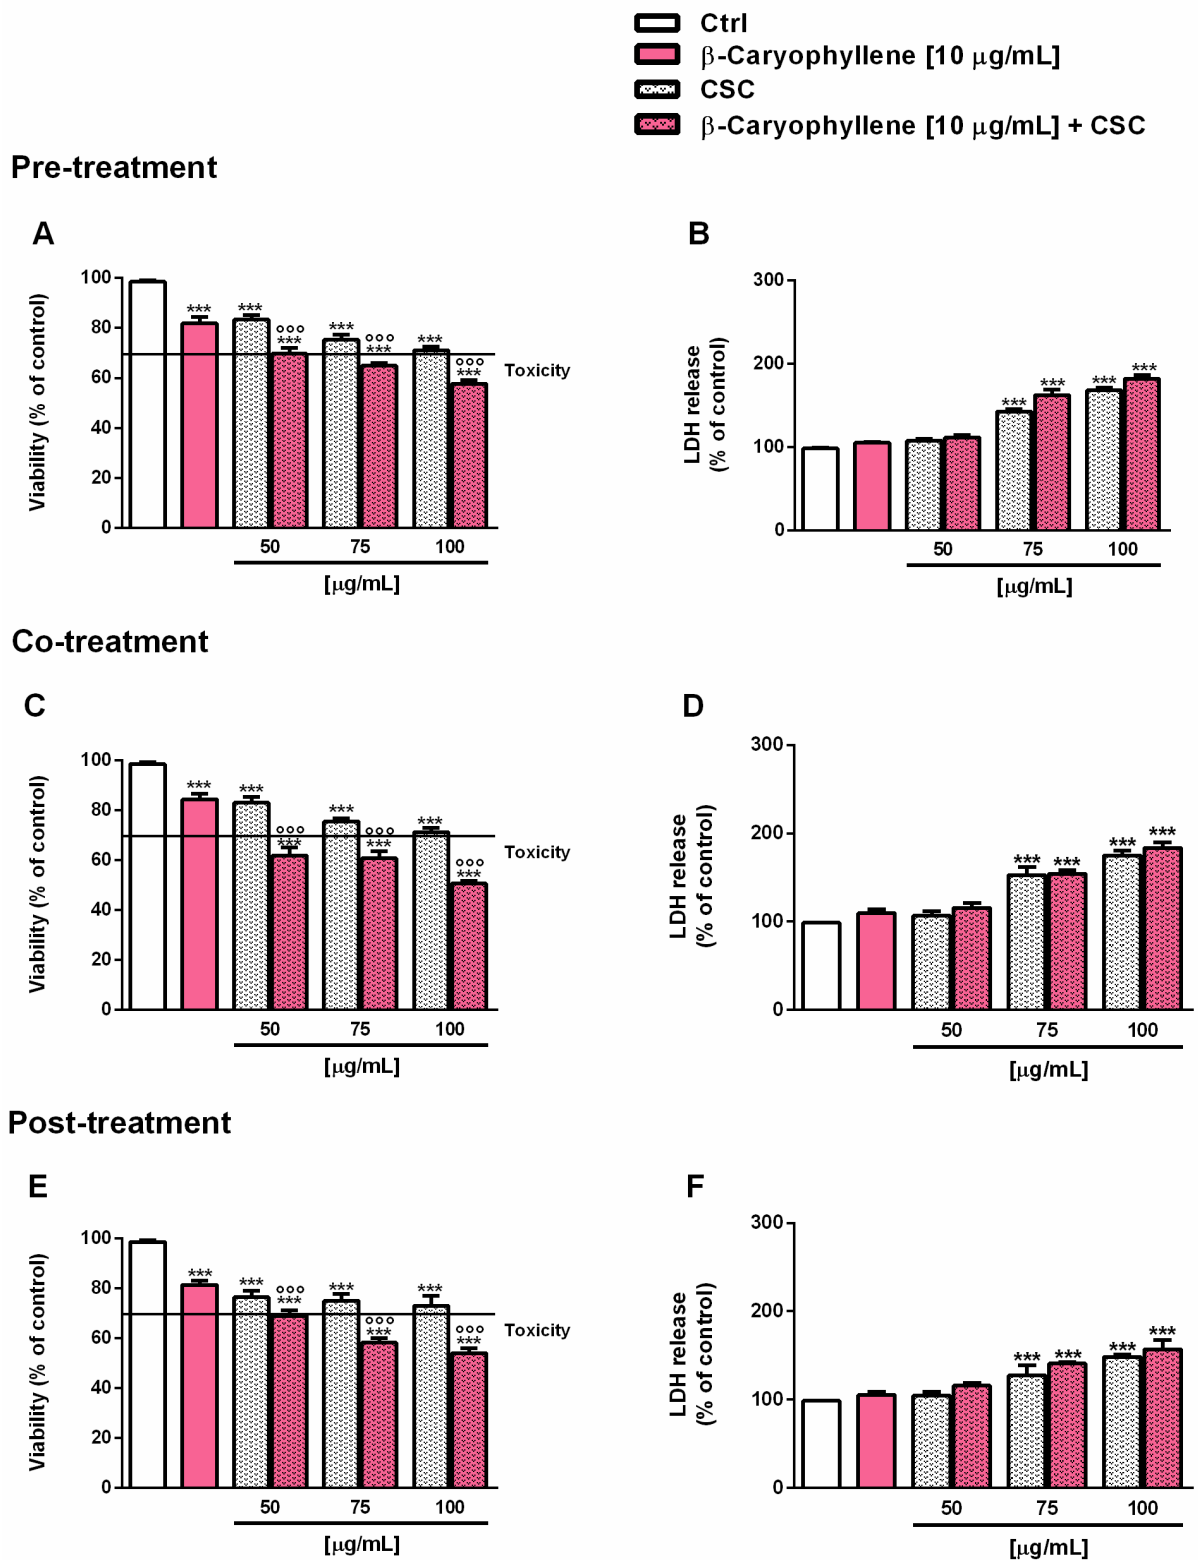 Ctrl
β-Caryophyllene [10 μg/mL]
CSC
β-Caryophyllene [10 μg/mL] + CSC
Pre-treatment
A
Viability (% of control)
100
80
60
40
20
0
***
***
°°°
***
***
°°°
***
***
°°°
***
Toxicity
50 75 100
[μg/mL]
B
LDH release
(% of control)
300
200
100
0
*** *** *** ***
50 75 100
[μg/mL]
Co-treatment
C
Viability (% of control)
100
80
60
40
20
0
***
***
°°°
***
***
°°°
***
***
°°°
***
Toxicity
50 75 100
[μg/mL]
D
LDH release
(% of control)
300
200
100
0
*** *** *** ***
50 75 100
[μg/mL]
Post-treatment
E
Viability (% of control)
100
80
60
40
20
0
***
***
°°°
***
***
°°°
***
***
°°°
***
Toxicity
50 75 100
[μg/mL]
F
LDH release
(% of control)
300
200
100
0
*** *** *** ***
50 75 100
[μg/mL]